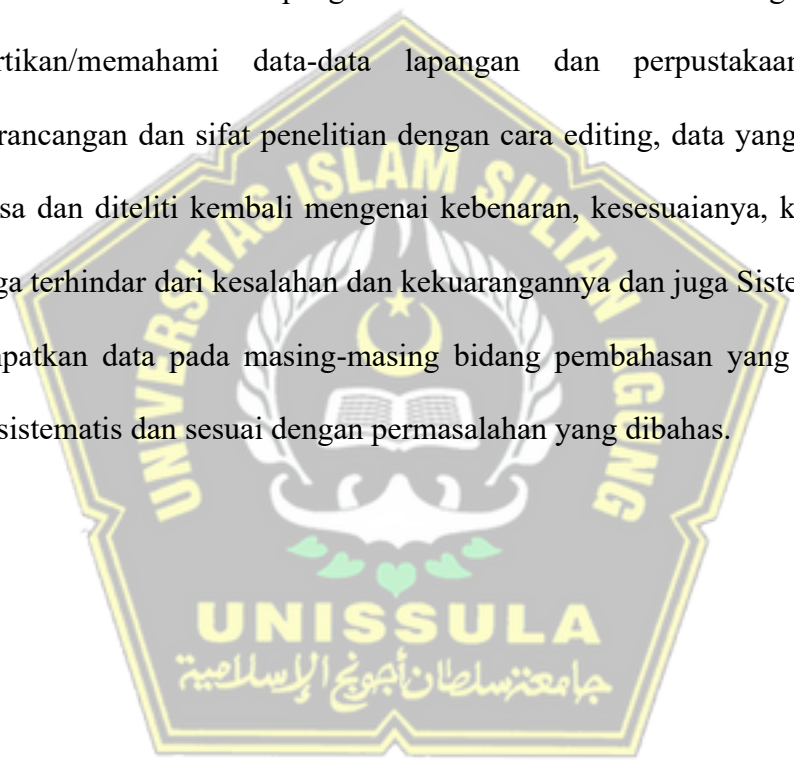 rtikan/memahami data-data lapangan dan perpustakaan
rancangan dan sifat penelitian dengan cara editing, data yang
sa dan diteliti kembali mengenai kebenaran, kesesuaianya, k
ga terhindar dari kesalahan dan kekuarangannya dan juga Siste
patkan data pada masing-masing bidang pembahasan yang
sistematis dan sesuai dengan permasalahan yang dibahas.
UNIVERSITAS ISLAM SULTAN AGUNG
UNISSULA
جامعة سلطان أجونج الإسلامية